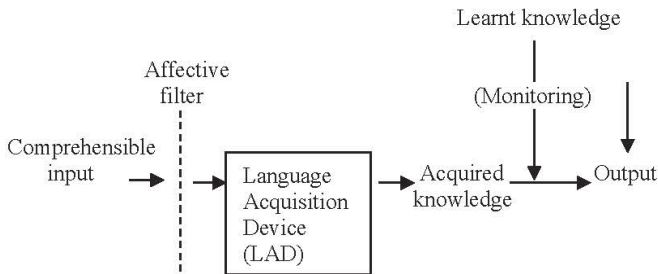 Learnt knowledge
Affective
filter
(Monitoring)
Comprehensible
input
Language
Acquisition
Device
(LAD)
Acquired
knowledge
Output